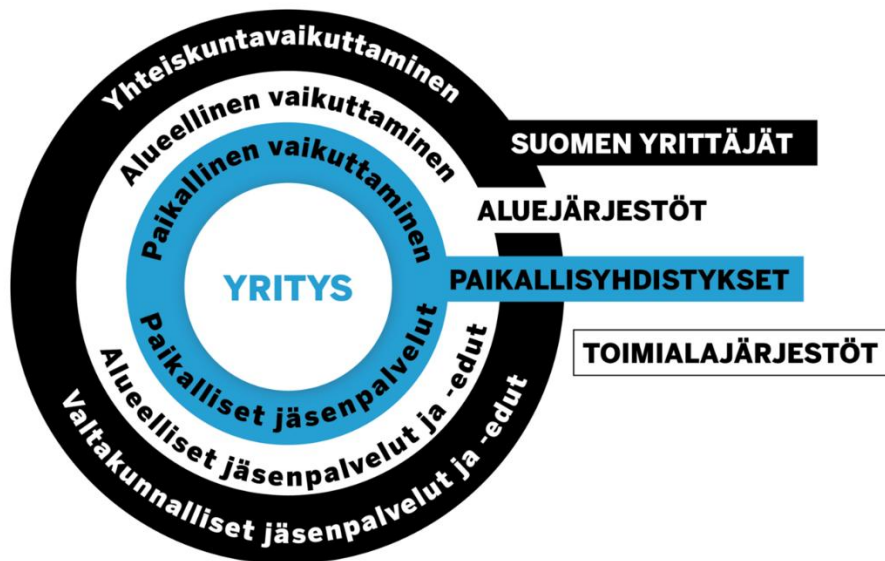 Yhteiskuntavaikuttaminen
Alueellinen vaikuttaminen
Paikallinen vaikuttaminen
YRITYS
Paikalliset jäsenpalvelut
Alueelliset jäsenpalvelut ja -edut
Valtakunnalliset jäsenpalvelut ja -edut
SUOMEN YRITTÄJÄT
ALUEJÄRJESTÖT
PAIKALLISYHDISTYKSET
TOIMIALAJÄRJESTÖT